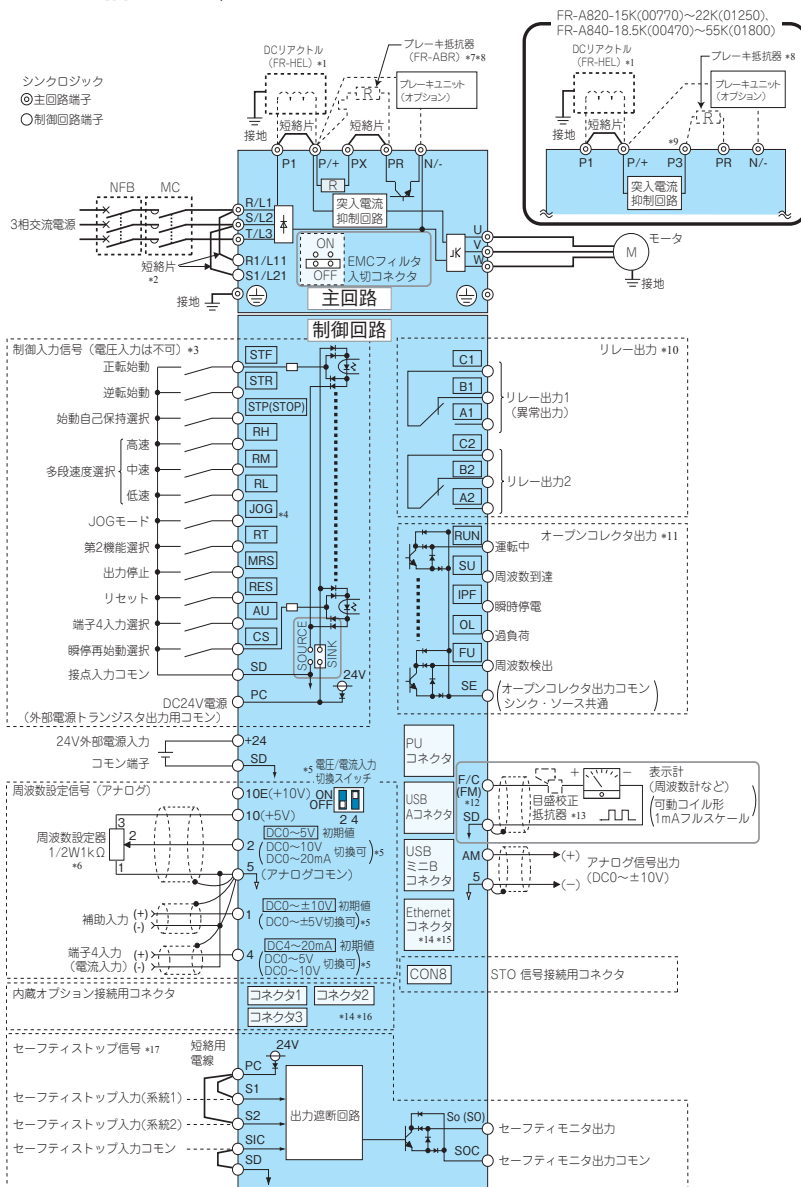 FR-A820-15K(00770)～22K(01250)、
FR-A840-18.5K(00470)～55K(01800)
DCリアクトル
(FR-HEL) *1
ブレーキ抵抗器 *8
ブレーキユニット
(オプション)
R
接地
短絡片
*9
P1
P/+
P3
PR
N/-
突入電流
抑制回路
シンクロジック
主回路端子
制御回路端子
DCリアクトル
(FR-HEL) *1
ブレーキ抵抗器
(FR-ABR) *7*8
ブレーキユニット
(オプション)
R
接地
短絡片
短絡片
P1
P/+
PX
PR
N/-
R
突入電流
抑制回路
NFB
MC
3相交流電源
R/L1
S/L2
T/L3
R1/L11
S1/L21
短絡片
*2
接地
ON
OFF
EMCフィルタ
入切コネクタ
U
V
W
M
モータ
接地
主回路
制御回路
制御入力信号（電圧入力は不可）*3
正転始動
STF
逆転始動
STR
始動自己保持選択
STP(STOP)
多段速度選択
高速
RH
中速
RM
低速
RL
JOGモード
JOG *4
第2機能選択
RT
出力停止
MRS
リセット
RES
端子4入力選択
AU
瞬停再始動選択
CS
接点入力コモン
SD
SOURCE
SINK
24V
DC24V電源
(外部電源トランジスタ出力用コモン)
PC
リレー出力 *10
C1
B1
A1
リレー出力1
(異常出力)
C2
B2
A2
リレー出力2
オープンコレクタ出力 *11
RUN
運転中
SU
周波数到達
IPF
瞬時停電
OL
過負荷
FU
周波数検出
SE
(オープンコレクタ出力コモン
シンク・ソース共通)
24V外部電源入力
+24
コモン端子
SD
周波数設定信号（アナログ）
*5 電圧/電流入力
切換スイッチ
ON
OFF
2 4
10E(+10V)
10(+5V)
周波数設定器
1/2W1kΩ
*6
3
2
1
2
DC0～5V 初期値
(DC0～10V
DC0～20mA 切換可) *5
5
(アナログコモン)
補助入力
(+)
(-)
1
DC0～±10V 初期値
(DC0～±5V切換可) *5
端子4入力
(電流入力)
(+)
(-)
4
DC4～20mA 初期値
(DC0～5V
DC0～10V 切換可) *5
PU
コネクタ
USB
Aコネクタ
USB
ミニB
コネクタ
Ethernet
コネクタ
*14 *15
F/C
(FM)
*12
SD
目盛校正
抵抗器 *13
+
−
表示計
(周波数計など)
(可動コイル形
1mAフルスケール)
AM
5
(+)
(−)
アナログ信号出力
(DC0～±10V)
CON8
STO 信号接続用コネクタ
内蔵オプション接続用コネクタ
コネクタ1
コネクタ2
コネクタ3
*14 *16
セーフティストップ信号 *17
短絡用
電線
24V
PC
セーフティストップ入力(系統1)
S1
セーフティストップ入力(系統2)
S2
セーフティストップ入力コモン
SIC
SD
出力遮断回路
So (SO)
セーフティモニタ出力
SOC
セーフティモニタ出力コモン